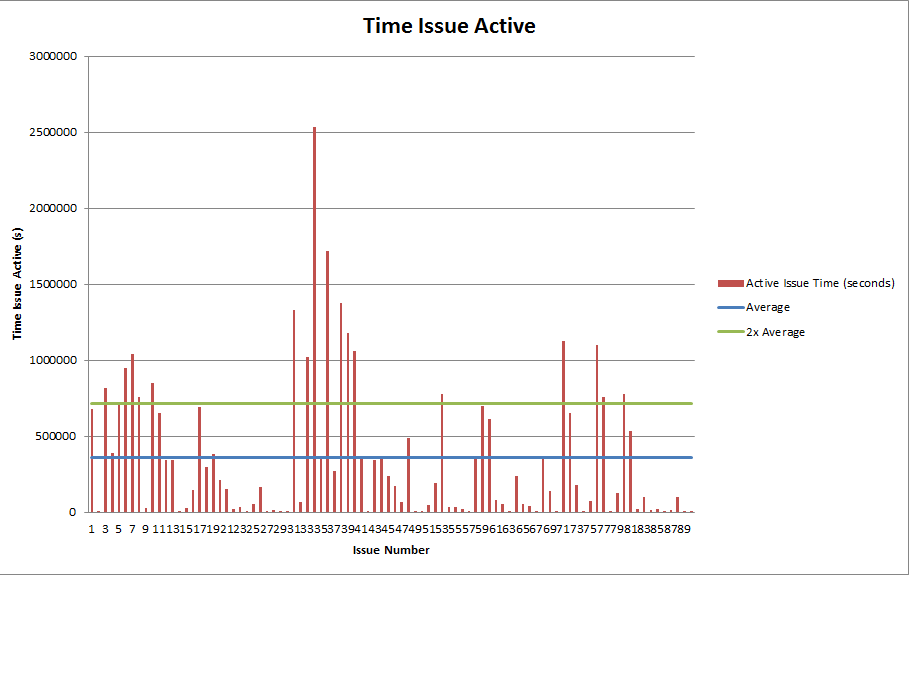 Time Issue Active
3000000
2500000
2000000
1500000
1000000
500000
0
Time Issue Active (s)
1 3 5 7 9 11 13 15 17 19 21 23 25 27 29 31 33 35 37 39 41 43 45 47 49 51 53 55 57 59 61 63 65 67 69 71 73 75 77 79 81 83 85 87 89
Issue Number
Active Issue Time (seconds)
Average
2x Average